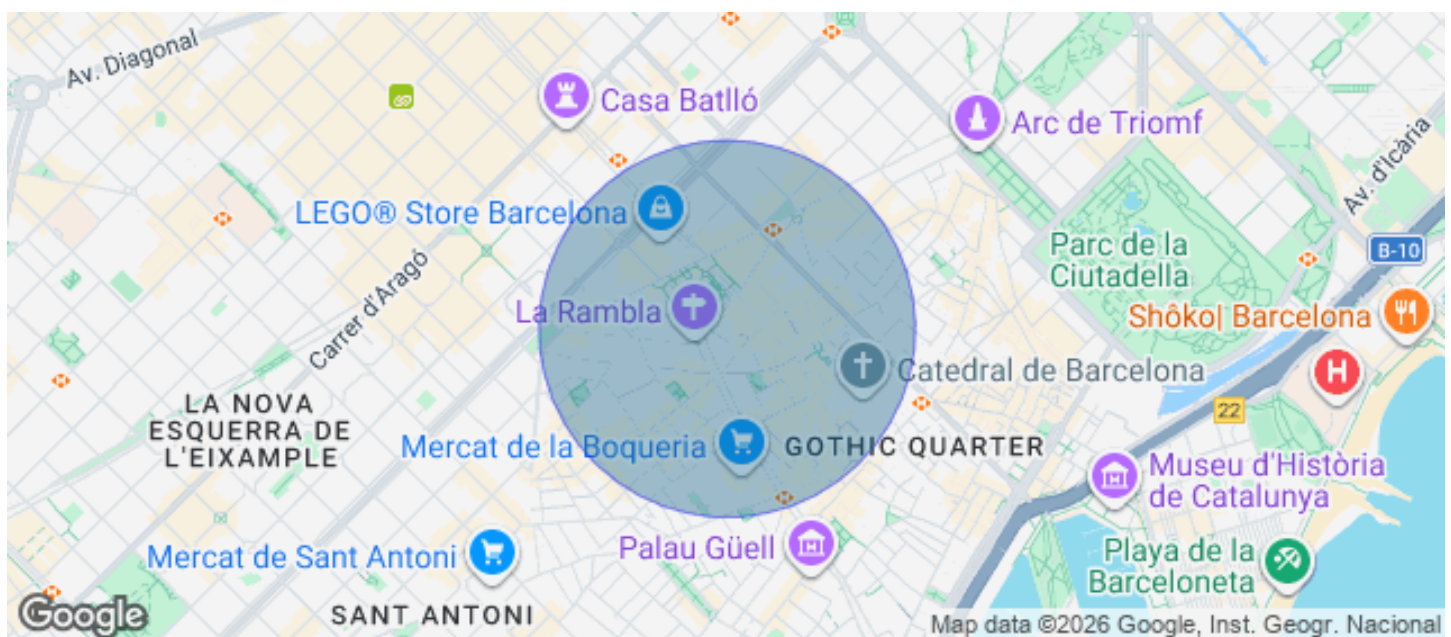 Av. Diagonal
Casa Batlló
Arc de Triomf
Av. d'Icària
LEGO® Store Barcelona
B-10
Parc de la
Ciutadella
Carrer d'Aragó
La Rambla
Shôko| Barcelona
H
Catedral de Barcelona
22
LA NOVA
ESQUERRA DE
L'EIXAMPLE
Mercat de la Boqueria
GOTHIC QUARTER
Museu d'Història
de Catalunya
Mercat de Sant Antoni
Palau Güell
Playa de la
Barceloneta
SANT ANTONI
Google
Map data ©2026 Google, Inst. Geogr. Nacional